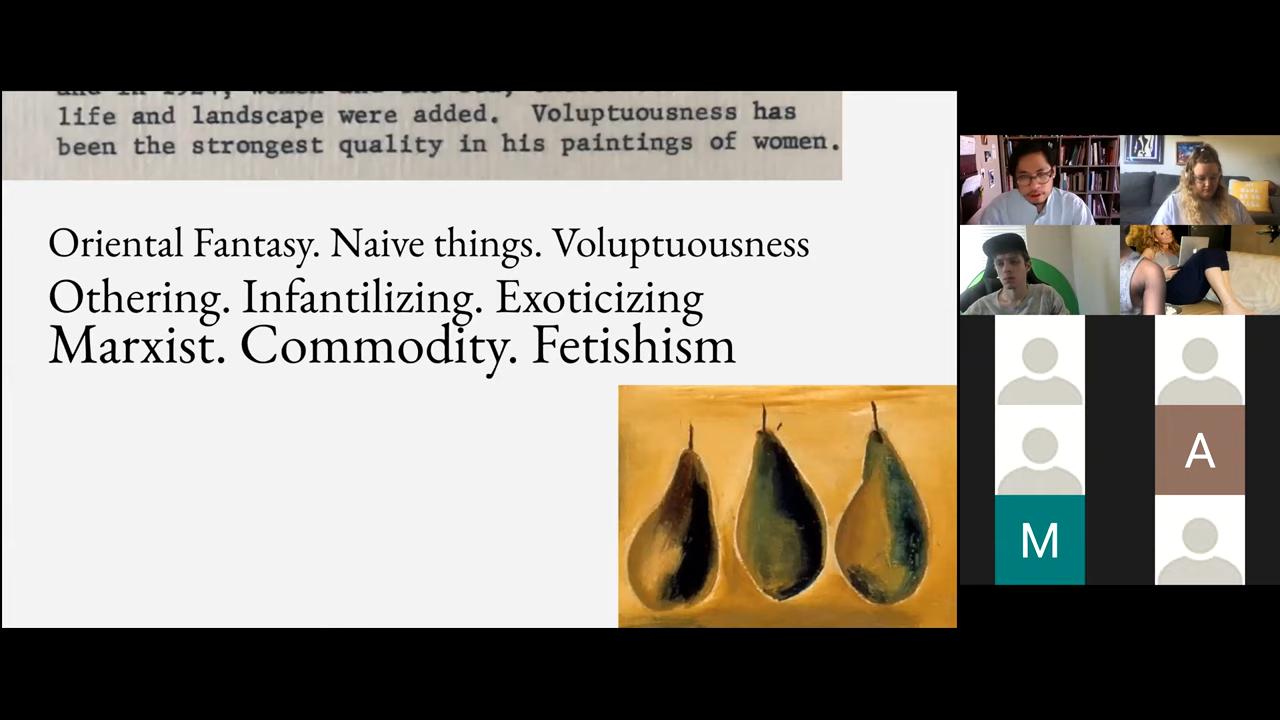 life and landscape were added. Voluptuousness has
been the strongest quality in his paintings of women.
Oriental Fantasy. Naive things. Voluptuousness
Othering. Infantilizing. Exoticizing
Marxist. Commodity. Fetishism
A
M